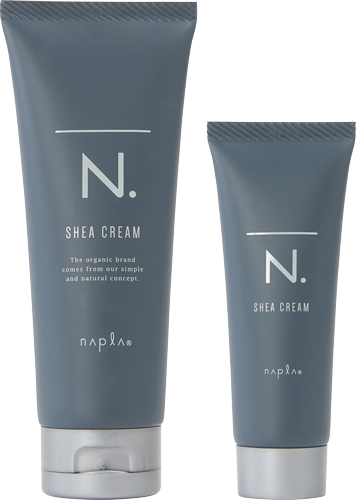 N.
SHEA CREAM
The organic brand
comes from our simple
and natural concept.
napla®
N.
SHEA CREAM
napla®